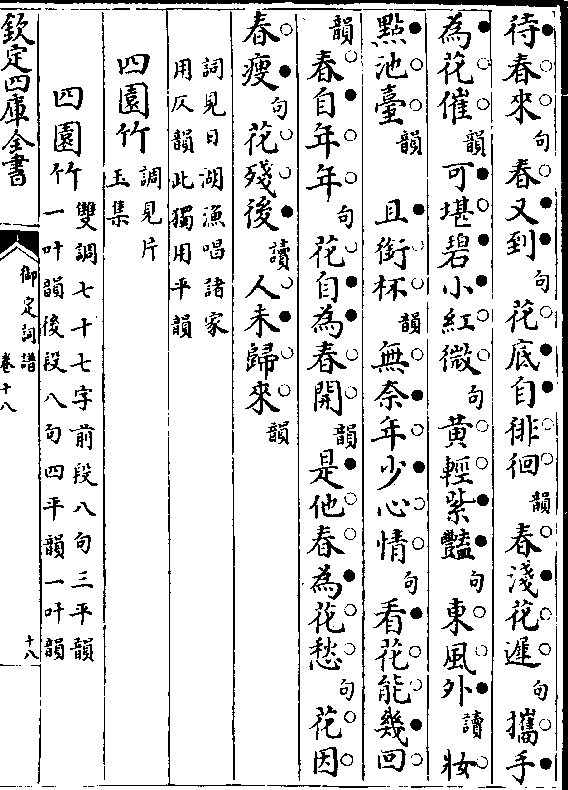 待春來句春又到句花底自徘徊韻春淺花遲句攜手
為花催韻可堪碧小紅微句黃輕紫豔句東風外讀妝
點池臺韻且銜杯韻無奈年少心情句看花能幾回
韻春自年年句花自為春開韻是他春為花愁句花因
春瘦句花殘後讀人未歸來韻
詞見日湖漁唱諸家
用仄韻此獨用平韻
四園竹調見片
玉集
四園竹雙調七十七字前段八句三平韻
一叶韻後段八句四平韻一叶韻
欽定四庫全書
御定詞譜
卷十八
十八